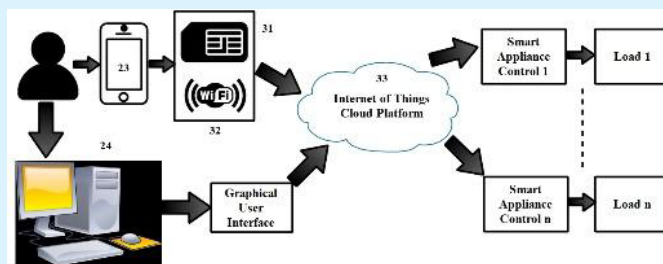 31
23
WiFi
32
24
Graphical
User
Interface
33
Internet of Things
Cloud Platform
Smart
Appliance
Control 1
Load 1
Smart
Appliance
Control n
Load n